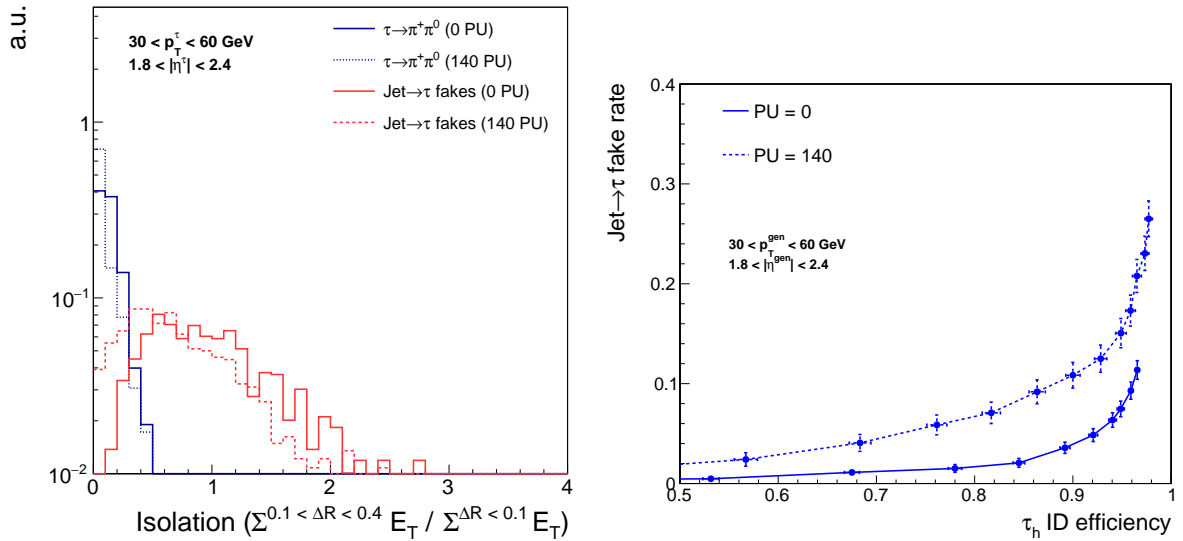 a.u.
30 < p_T^τ < 60 GeV
1.8 < |η^τ| < 2.4
τ→π⁺π⁰ (0 PU)
τ→π⁺π⁰ (140 PU)
Jet→τ fakes (0 PU)
Jet→τ fakes (140 PU)
1
10⁻¹
10⁻²
0 1 2 3 4
Isolation (Σ^{0.1 < ΔR < 0.4} E_T / Σ^{ΔR < 0.1} E_T)
Jet→τ fake rate
0.4
0.3
0.2
0.1
0
PU = 0
PU = 140
30 < p_T^gen < 60 GeV
1.8 < |η^gen| < 2.4
0.5 0.6 0.7 0.8 0.9 1
τ_h ID efficiency